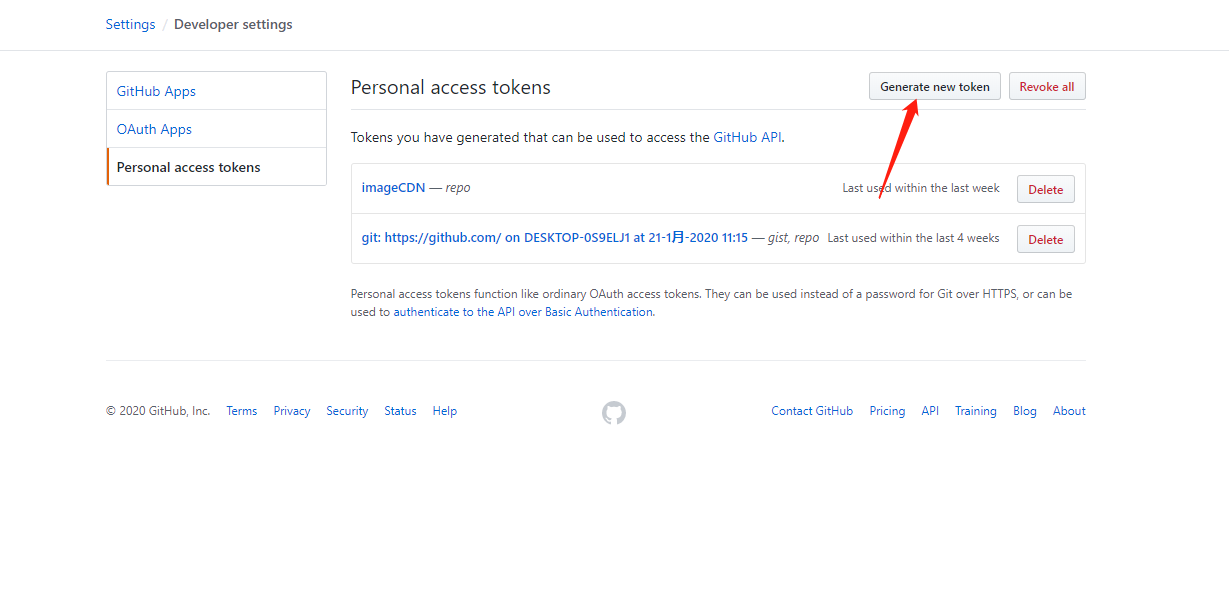 Settings / Developer settings
GitHub Apps
OAuth Apps
Personal access tokens
Personal access tokens
Generate new token
Revoke all
Tokens you have generated that can be used to access the GitHub API.
imageCDN — repo
Last used within the last week
Delete
git: https://github.com/ on DESKTOP-0S9ELJ1 at 21-1月-2020 11:15 — gist, repo
Last used within the last 4 weeks
Delete
Personal access tokens function like ordinary OAuth access tokens. They can be used instead of a password for Git over HTTPS, or can be
used to authenticate to the API over Basic Authentication.
© 2020 GitHub, Inc. Terms Privacy Security Status Help
Contact GitHub Pricing API Training Blog About